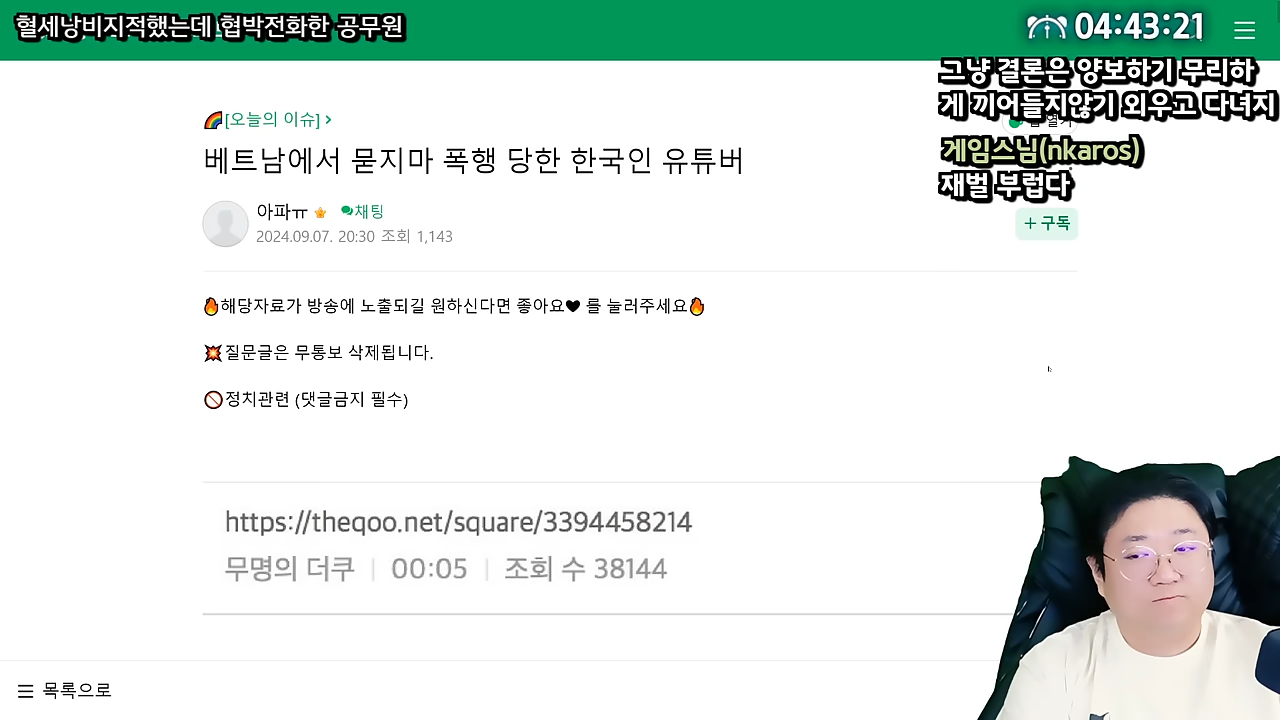 혈세낭비지적했는데 협박전화한 공무원
04:43:21
그냥 결론은 양보하기 무리하
게 끼어들지않기 외우고 다녀지
게임스님(nkaros)
재벌 부럽다
[오늘의 이슈] >
베트남에서 묻지마 폭행 당한 한국인 유튜버
아파ㅠ 채팅
2024.09.07. 20:30 조회 1,143
+ 구독
해당자료가 방송에 노출되길 원하신다면 좋아요🖤 를 눌러주세요
질문글은 무통보 삭제됩니다.
정치관련 (댓글금지 필수)
https://theqoo.net/square/3394458214
무명의 더쿠 | 00:05 | 조회 수 38144
목록으로